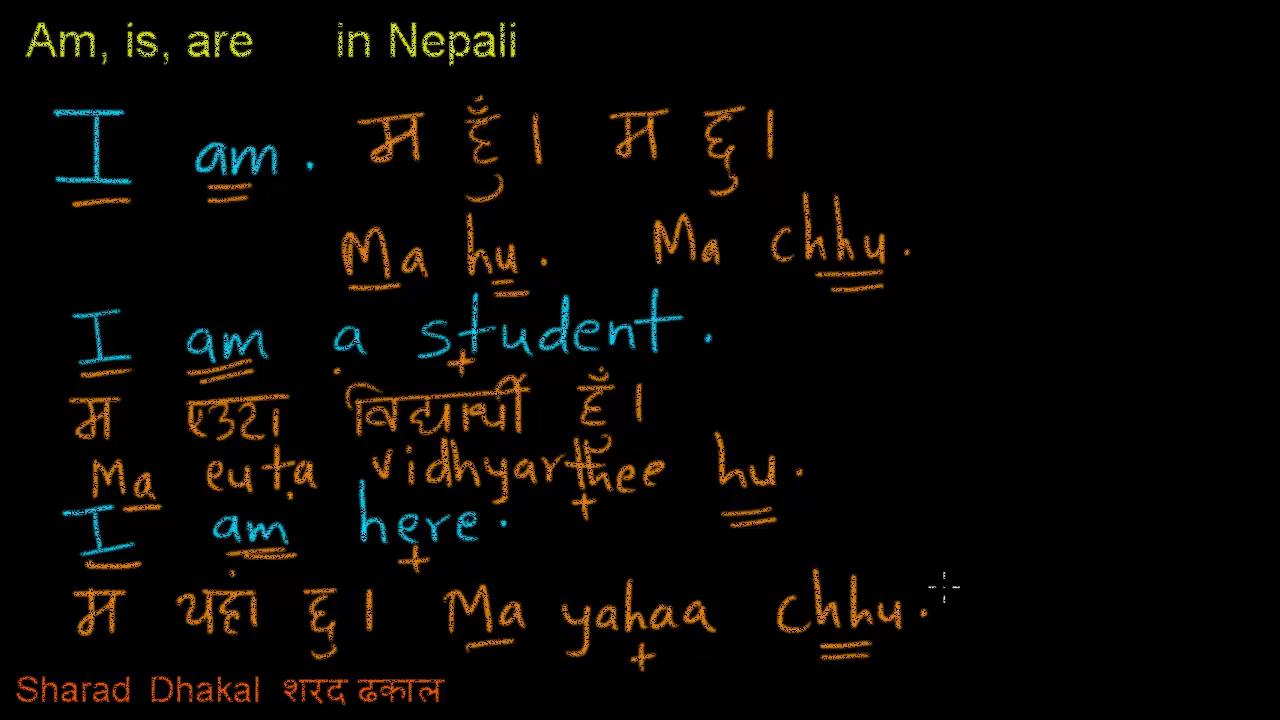 Am, is, are in Nepali
I am. म हुँ। म छु।
Ma hu. Ma chhu.
I am a student.
म एउटा विद्यार्थी हुँ।
Ma euta vidhyarthee hu.
I am here.
म यहां छु। Ma yahaa chhu.
Sharad Dhakal शरद ढकाल